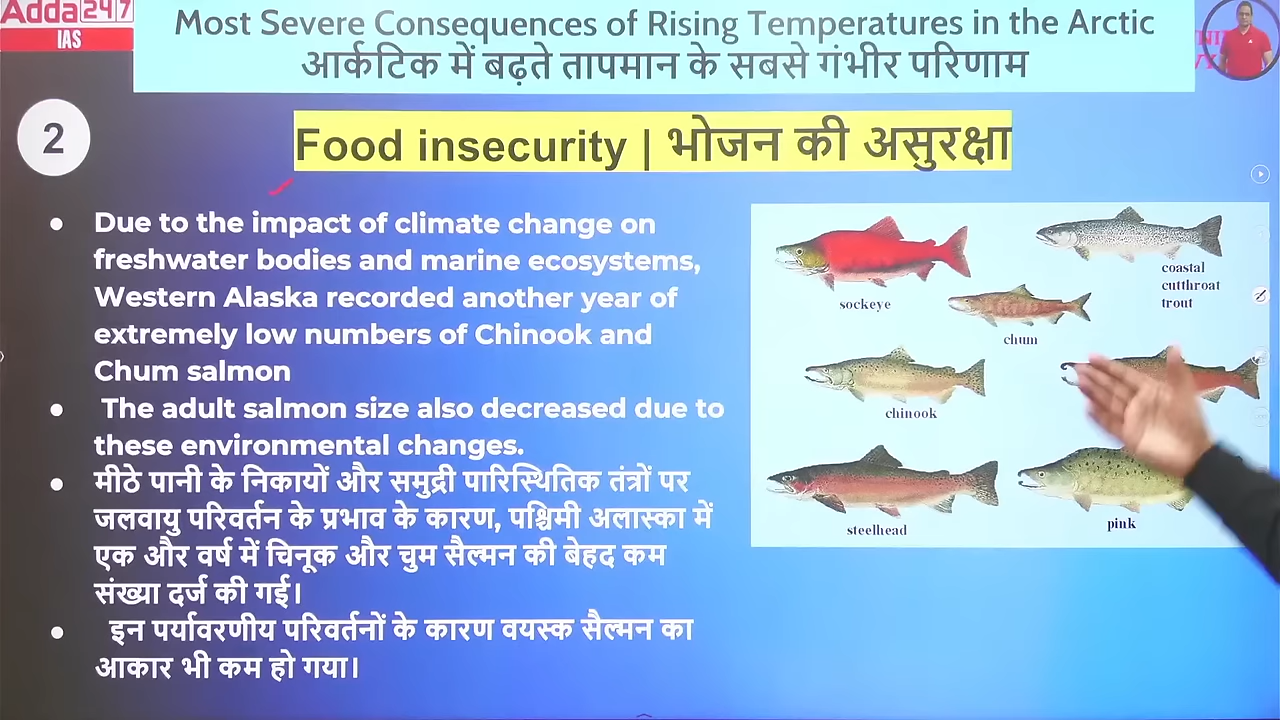 Adda247
IAS
Most Severe Consequences of Rising Temperatures in the Arctic
आर्कटिक में बढ़ते तापमान के सबसे गंभीर परिणाम
2
Food insecurity | भोजन की असुरक्षा
• Due to the impact of climate change on
freshwater bodies and marine ecosystems,
Western Alaska recorded another year of
extremely low numbers of Chinook and
Chum salmon
• The adult salmon size also decreased due to
these environmental changes.
• मीठे पानी के निकायों और समुद्री पारिस्थितिक तंत्रों पर
जलवायु परिवर्तन के प्रभाव के कारण, पश्चिमी अलास्का में
एक और वर्ष में चिनूक और चुम सैल्मन की बेहद कम
संख्या दर्ज की गई।
• इन पर्यावरणीय परिवर्तनों के कारण वयस्क सैल्मन का
आकार भी कम हो गया।
sockeye
coastal
cutthroat
trout
chum
chinook
steelhead
pink